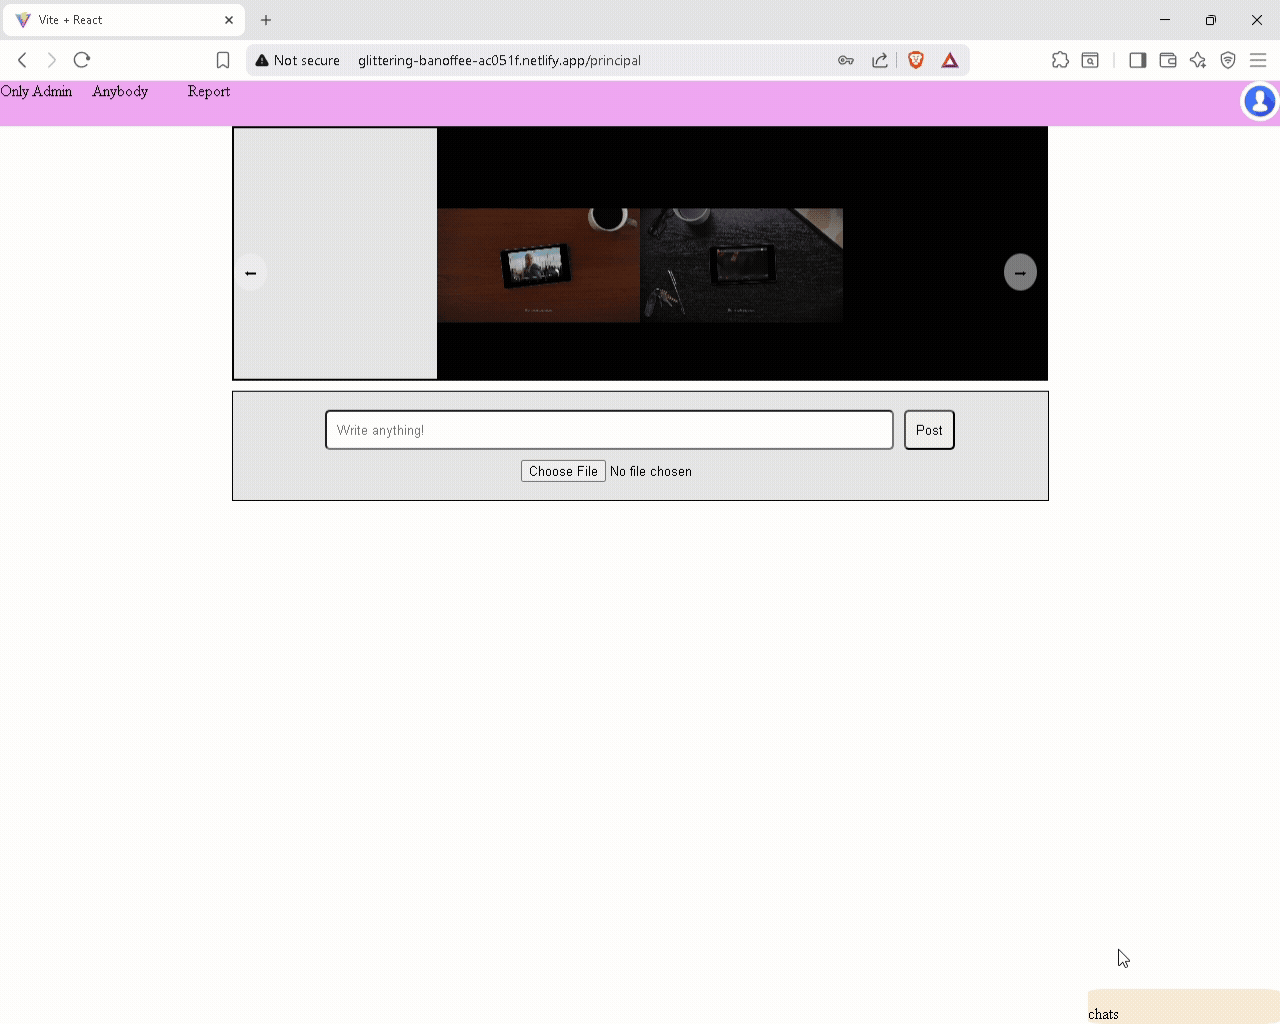 Vite + React
Not secure glittering-banoffee-ac051f.netlify.app/principal
Only Admin Anybody Report
← →
Write anything! Post
Choose File No file chosen
chats